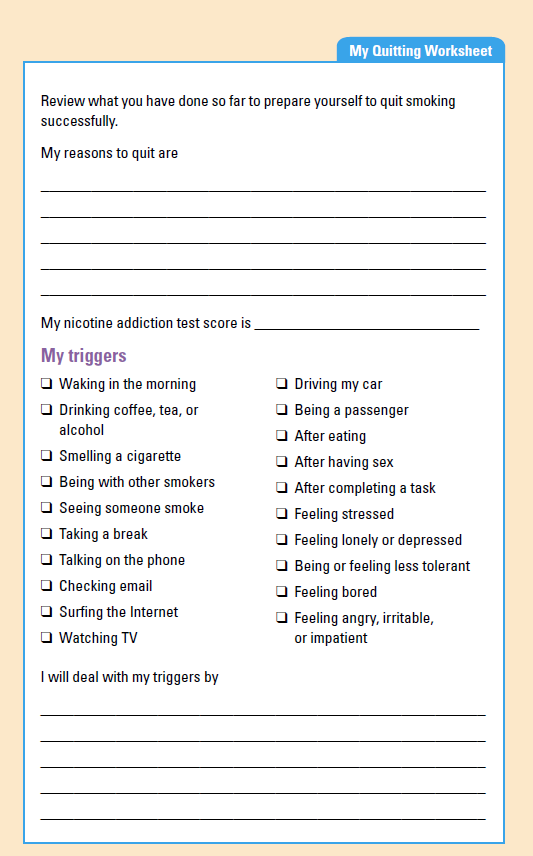 My Quitting Worksheet
Review what you have done so far to prepare yourself to quit smoking
successfully.
My reasons to quit are
My nicotine addiction test score is
My triggers
Waking in the morning
Drinking coffee, tea, or
alcohol
Smelling a cigarette
Being with other smokers
Seeing someone smoke
Taking a break
Talking on the phone
Checking email
Surfing the Internet
Watching TV
Driving my car
Being a passenger
After eating
After having sex
After completing a task
Feeling stressed
Feeling lonely or depressed
Being or feeling less tolerant
Feeling bored
Feeling angry, irritable,
or impatient
I will deal with my triggers by